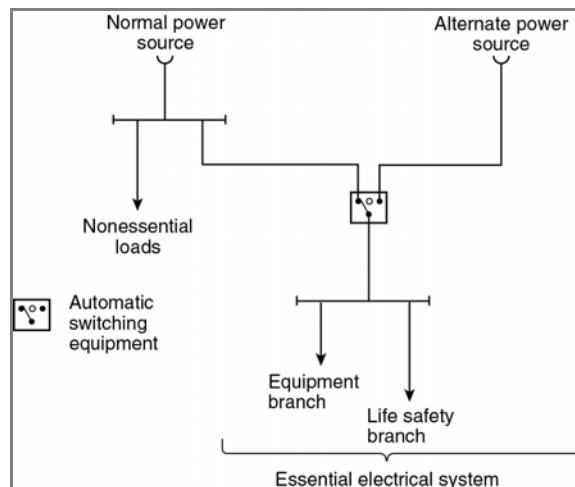 Normal power
source
Alternate power
source
Nonessential
loads
Automatic
switching
equipment
Equipment
branch
Life safety
branch
Essential electrical system